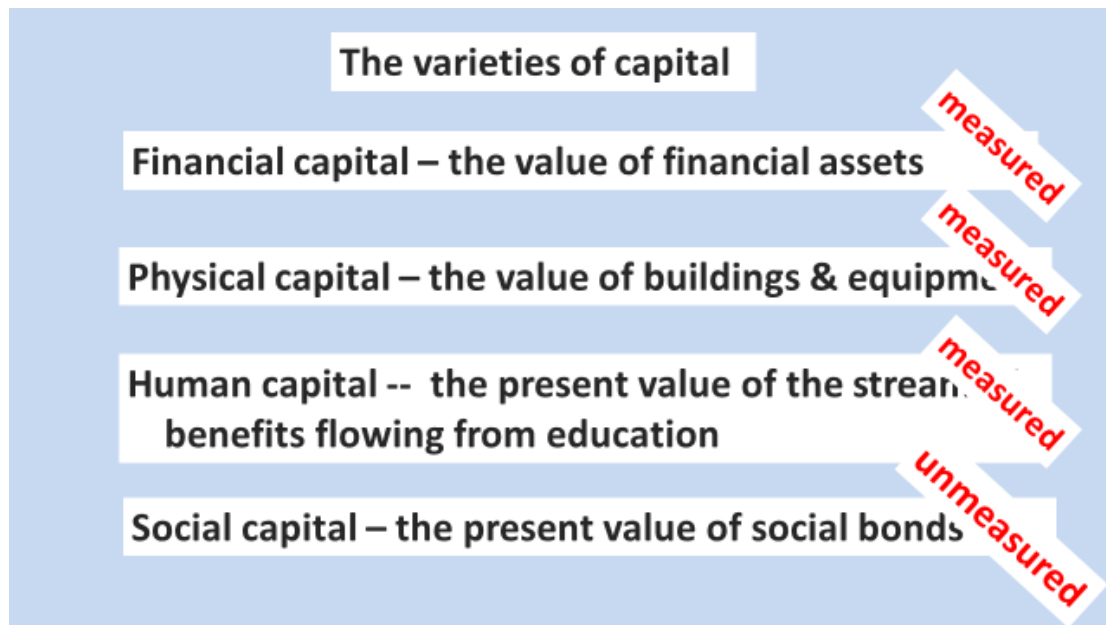 The varieties of capital
measured
Financial capital – the value of financial assets
measured
Physical capital – the value of buildings & equipme
measured
Human capital -- the present value of the stream
benefits flowing from education
unmeasured
Social capital – the present value of social bonds